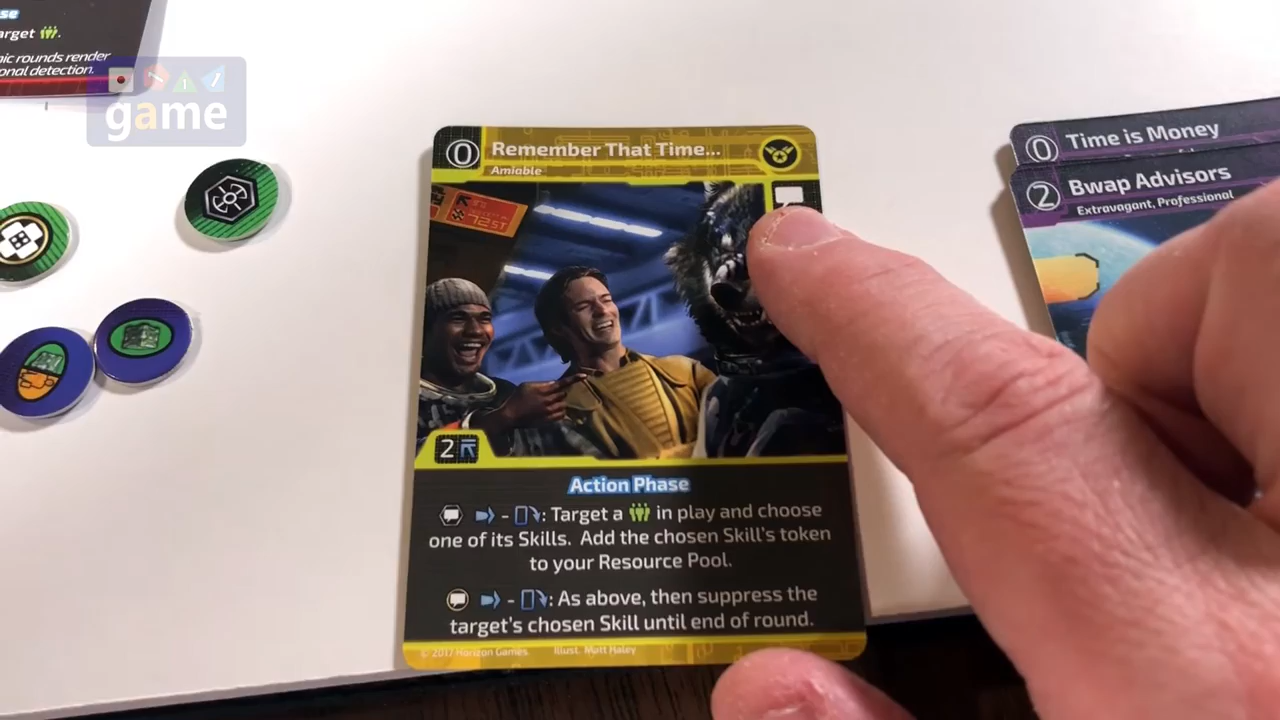 se
arget
nic rounds render
onal detection.
game
0
Remember That Time...
Amiable
72ST
2
Action Phase
: Target a in play and choose
one of its Skills. Add the chosen Skill's token
to your Resource Pool.
: As above, then suppress the
target's chosen Skill until end of round.
© 2017 Horizon Games Illust. Matt Haley
0
Time is Money
2
Bwap Advisors
Extravagant, Professional